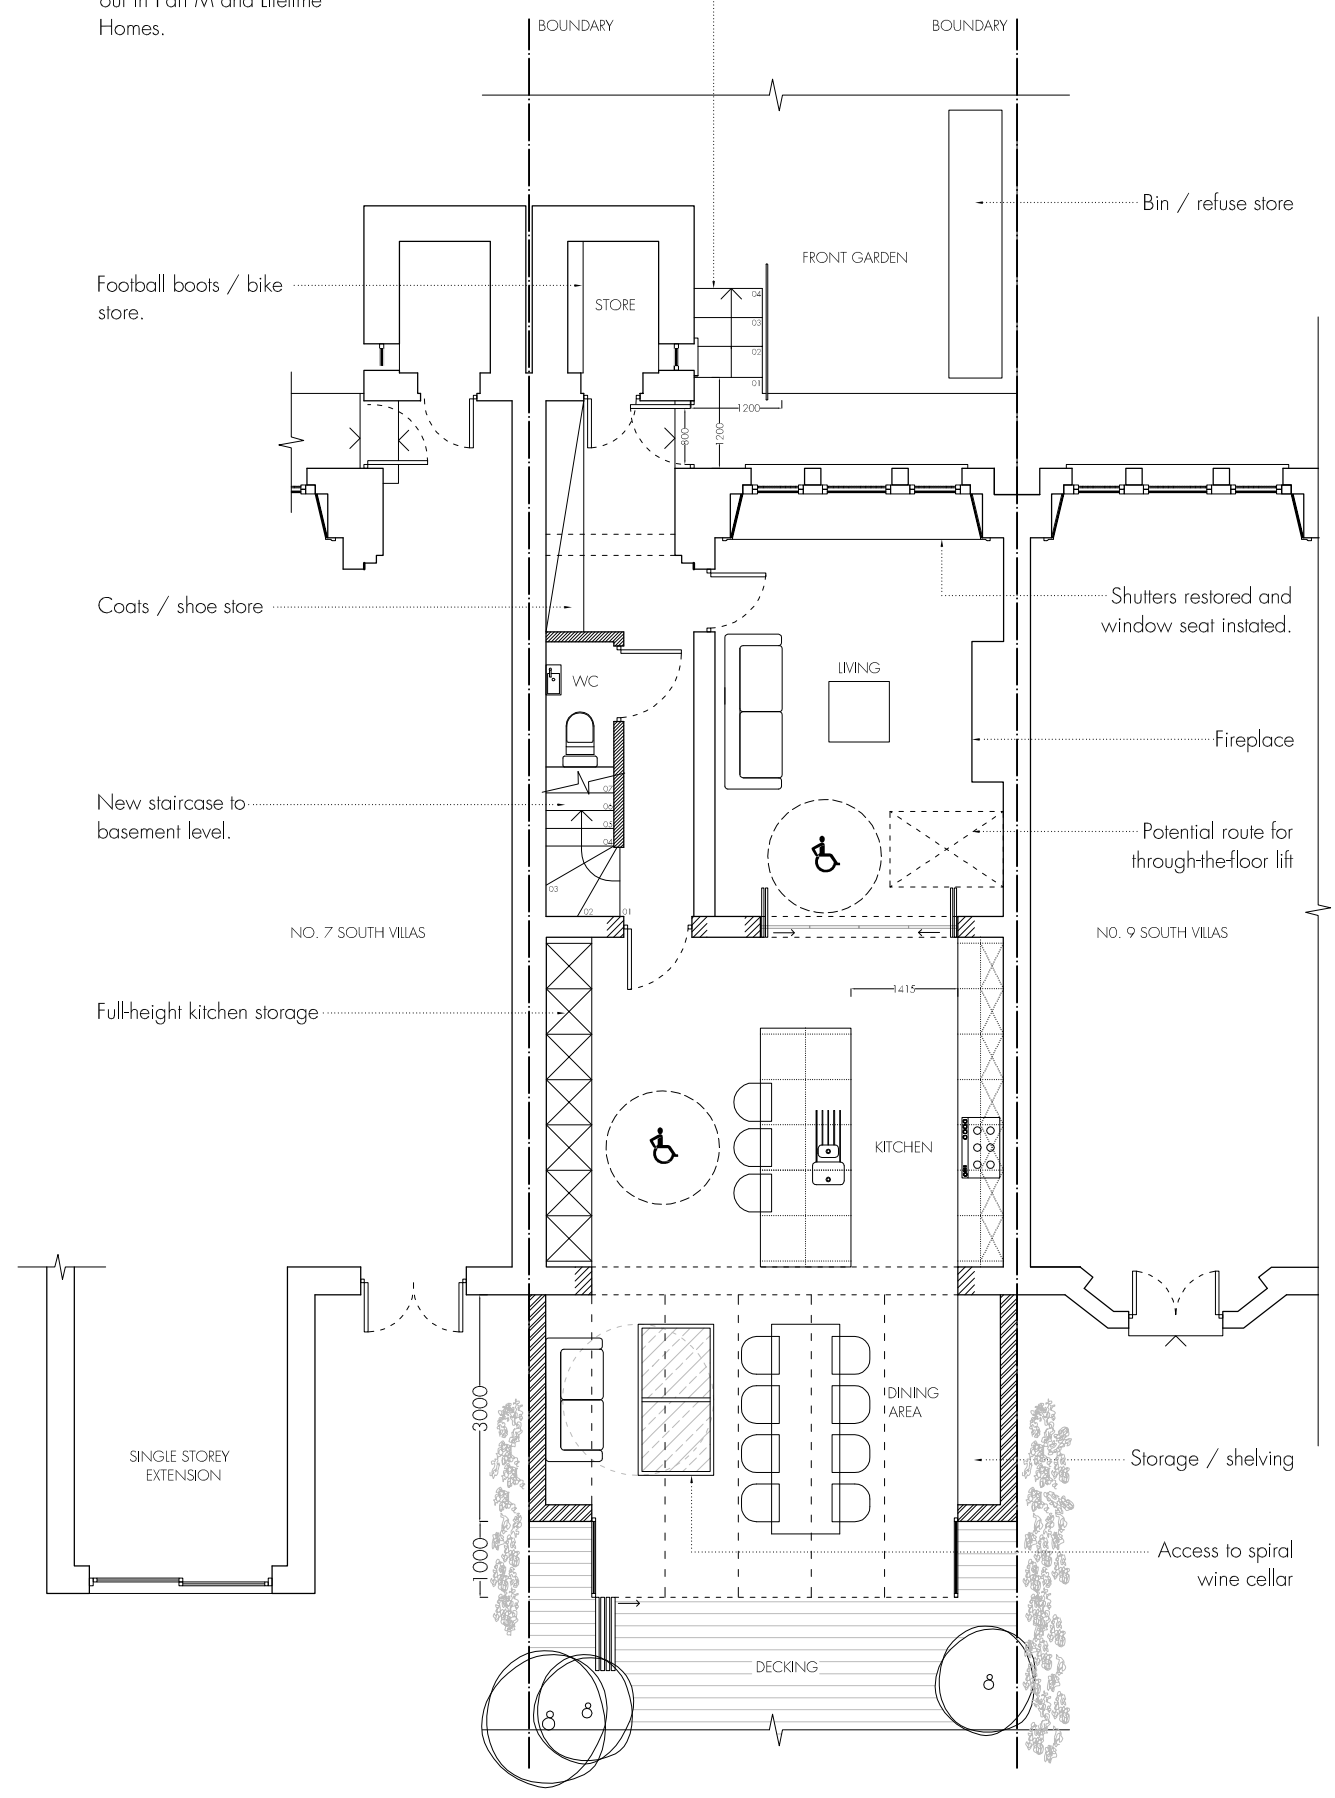 Homes.
BOUNDARY
BOUNDARY
Bin / refuse store
FRONT GARDEN
Football boots / bike
store.
STORE
04
03
02
01
1200
800
1200
Coats / shoe store
Shutters restored and
window seat instated.
WC
LIVING
Fireplace
New staircase to
basement level.
07
06
05
04
03
02
01
Potential route for
through-the-floor lift
NO. 7 SOUTH VILLAS
N0. 9 SOUTH VILLAS
1415
Full-height kitchen storage
KITCHEN
3000
DINING
AREA
SINGLE STOREY
EXTENSION
Storage / shelving
1000
Access to spiral
wine cellar
DECKING